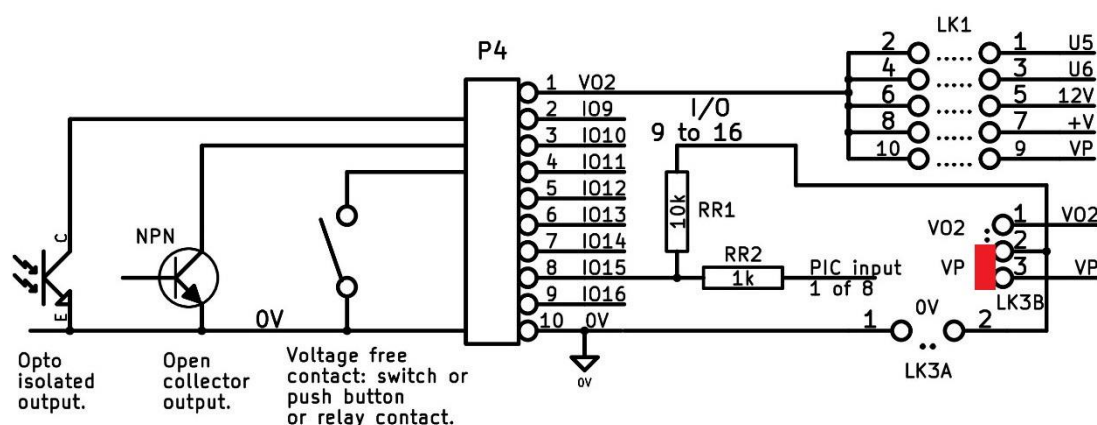 LK1
P4
2 ..... 1 U5
1 VO2
4 ..... 3 U6
2 IO9
I/O
6 ..... 5 12V
3 IO10
9 to 16
8 ..... 7 +V
4 IO11
10 ..... 9 VP
5 IO12
10k
RR1
6 IO13
VO2
1 VO2
NPN
7 IO14
2
C
RR2
PIC input
VP
8 IO15
1k
1 of 8
3 VP
9 IO16
LK3B
E
0V
10 0V
1
0V
2
LK3A
0V
Opto
isolated
output.
Open
collector
output.
Voltage free
contact: switch or
push button
or relay contact.